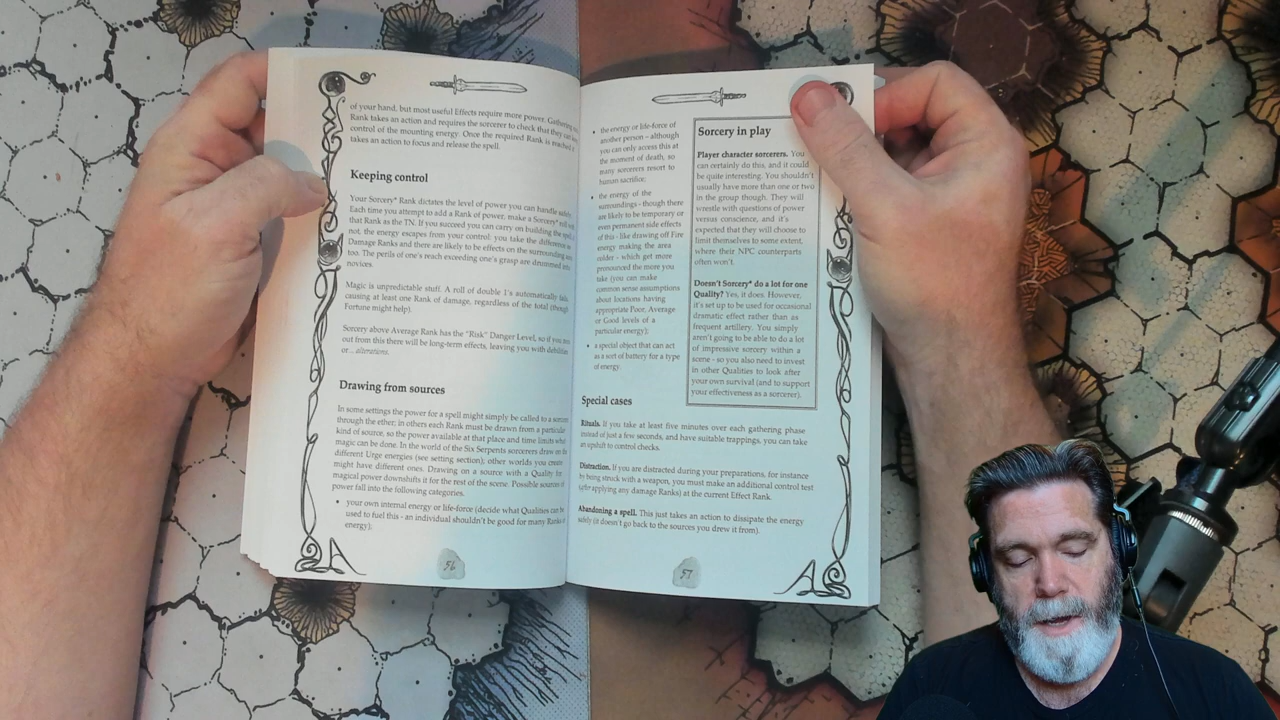 of your hand, but most useful Effects require more power. Gathering
Rank takes an action and requires the sorcerer to check that they can keep
control of the mounting energy. Once the required Rank is reached it
takes an action to focus and release the spell.
Keeping control
Your Sorcery* Rank dictates the level of power you can handle safely.
Each time you attempt to add a Rank of power, make a Sorcery* roll with
that Rank as the TN. If you succeed you can carry on building the spell; if
not, the energy escapes from your control: you take the difference as
Damage Ranks and there are likely to be effects on the surroundings
too. The perils of one's reach exceeding one's grasp are drummed into
novices.
Magic is unpredictable stuff. A roll of double 1's automatically fails,
causing at least one Rank of damage, regardless of the total (though
Fortune might help).
Sorcery above Average Rank has the "Risk" Danger Level, so if you
out from this there will be long-term effects, leaving you with debilities
or... alterations.
Drawing from sources
In some settings the power for a spell might simply be called to a sorcerer
through the ether; in others each Rank must be drawn from a particular
kind of source, so the power available at that place and time limits what
magic can be done. In the world of the Six Serpents sorcerers draw on
different Urge energies (see setting section); other worlds you create
might have different ones. Drawing on a source with a Quality for
magical power downshifts it for the rest of the scene. Possible sources of
power fall into the following categories.
• your own internal energy or life-force (decide what Qualities can be
used to fuel this - an individual shouldn't be good for many Ranks of
energy);
56
• the energy or life-force of
another person - although
you can only access this at
the moment of death, so
many sorcerers resort to
human sacrifice;
• the energy of the
surroundings - though there
are likely to be temporary or
even permanent side effects
of this - like drawing off Fire
energy making the area
colder - which get more
pronounced the more you
take (you can make
common sense assumptions
about locations having
appropriate Poor, Average
or Good levels of a
particular energy);
• a special object that can act
as a sort of battery for a type
of energy.
Sorcery in play
Player character sorcerers. You
can certainly do this, and it could
be quite interesting. You shouldn't
usually have more than one or two
in the group though. They will
wrestle with questions of power
versus conscience, and it's
expected that they will choose to
limit themselves to some extent,
where their NPC counterparts
often won't.
Doesn't Sorcery* do a lot for one
Quality? Yes, it does. However,
it's set up to be used for occasional
dramatic effect rather than as
frequent artillery. You simply
aren't going to be able to do a lot
of impressive sorcery within a
scene - so you also need to invest
in other Qualities to look after
your own survival (and to support
your effectiveness as a sorcerer).
Special cases
Rituals. If you take at least five minutes over each gathering phase
instead of just a few seconds, and have suitable trappings, you can take
an upshift to control checks.
Distraction. If you are distracted during your preparations, for instance
by being struck with a weapon, you must make an additional control test
(after applying any damage Ranks) at the current Effect Rank.
Abandoning a spell. This just takes an action to dissipate the energy
safely (it doesn't go back to the sources you drew it from).
57